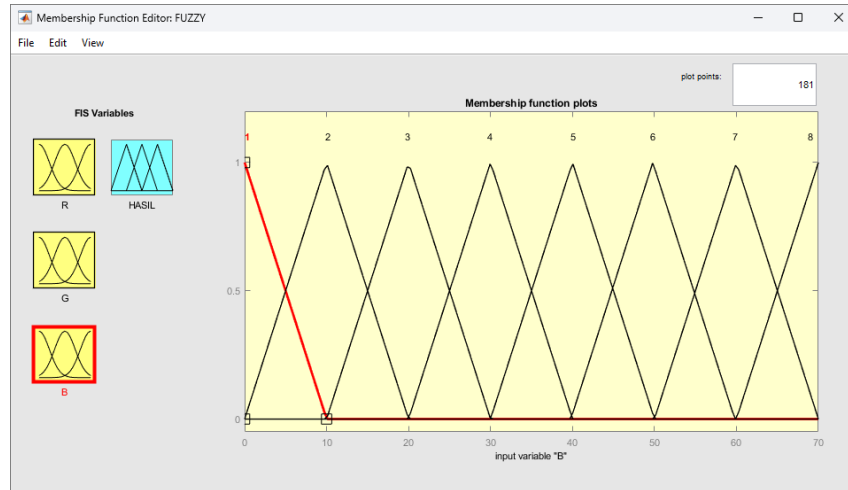 Membership Function Editor: FUZZY
File Edit View
plot points: 181
FIS Variables
Membership function plots
R
HASIL
G
B
1 2 3 4 5 6 7 8
1
0.5
0
0 10 20 30 40 50 60 70
input variable "B"